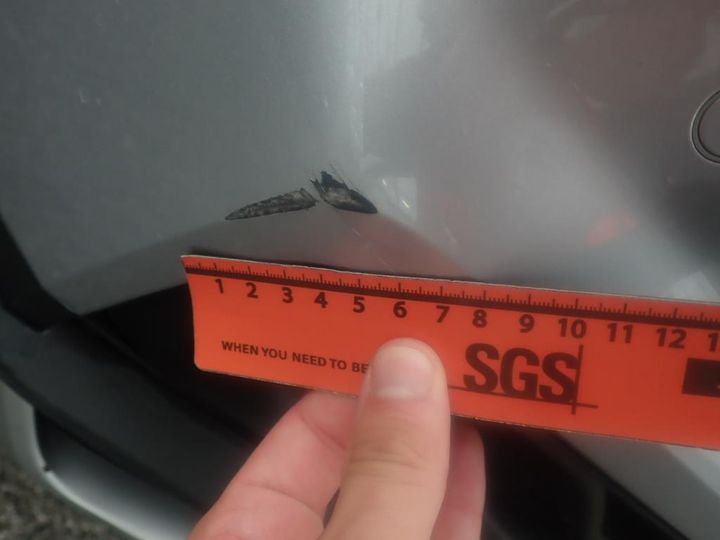 1 2 3 4 5 6 7 8 9 10 11 12
WHEN YOU NEED TO BE
SGS